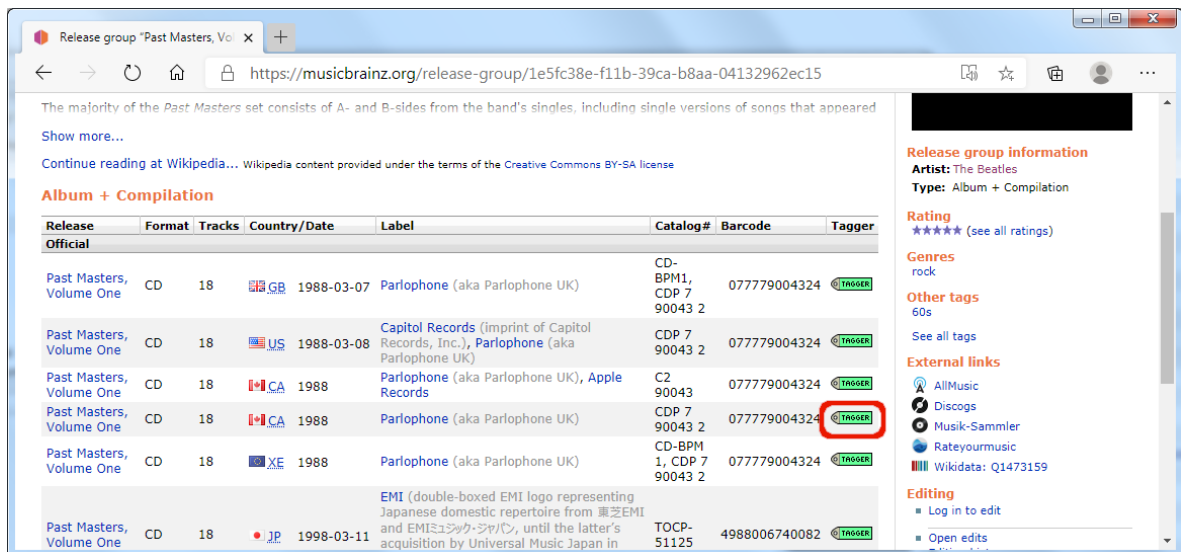 Release group "Past Masters, Vol
https://musicbrainz.org/release-group/1e5fc38e-f11b-39ca-b8aa-04132962ec15
The majority of the Past Masters set consists of A- and B-sides from the band's singles, including single versions of songs that appeared
Show more...
Continue reading at Wikipedia... Wikipedia content provided under the terms of the Creative Commons BY-SA license
Album + Compilation
Release Format Tracks Country/Date Label Catalog# Barcode Tagger
Official
Past Masters, Volume One CD 18 GB 1988-03-07 Parlophone (aka Parlophone UK) CD-BPM1, CDP 7 90043 2 077779004324 TAGGER
Past Masters, Volume One CD 18 US 1988-03-08 Capitol Records (imprint of Capitol Records, Inc.), Parlophone (aka Parlophone UK) CDP 7 90043 2 077779004324 TAGGER
Past Masters, Volume One CD 18 CA 1988 Parlophone (aka Parlophone UK), Apple Records C2 90043 077779004324 TAGGER
Past Masters, Volume One CD 18 CA 1988 Parlophone (aka Parlophone UK) CDP 7 90043 2 077779004324 TAGGER
Past Masters, Volume One CD 18 XE 1988 Parlophone (aka Parlophone UK) CD-BPM 1, CDP 7 90043 2 077779004324 TAGGER
Past Masters, Volume One CD 18 JP 1998-03-11 EMI (double-boxed EMI logo representing Japanese domestic repertoire from 東芝EMI and EMIミュージック・ジャパン, until the latter's acquisition by Universal Music Japan in TOCP-51125 4988006740082 TAGGER
Release group information
Artist: The Beatles
Type: Album + Compilation
Rating
(see all ratings)
Genres
rock
Other tags
60s
See all tags
External links
AllMusic
Discogs
Musik-Sammler
Rateyourmusic
Wikidata: Q1473159
Editing
Log in to edit
Open edits